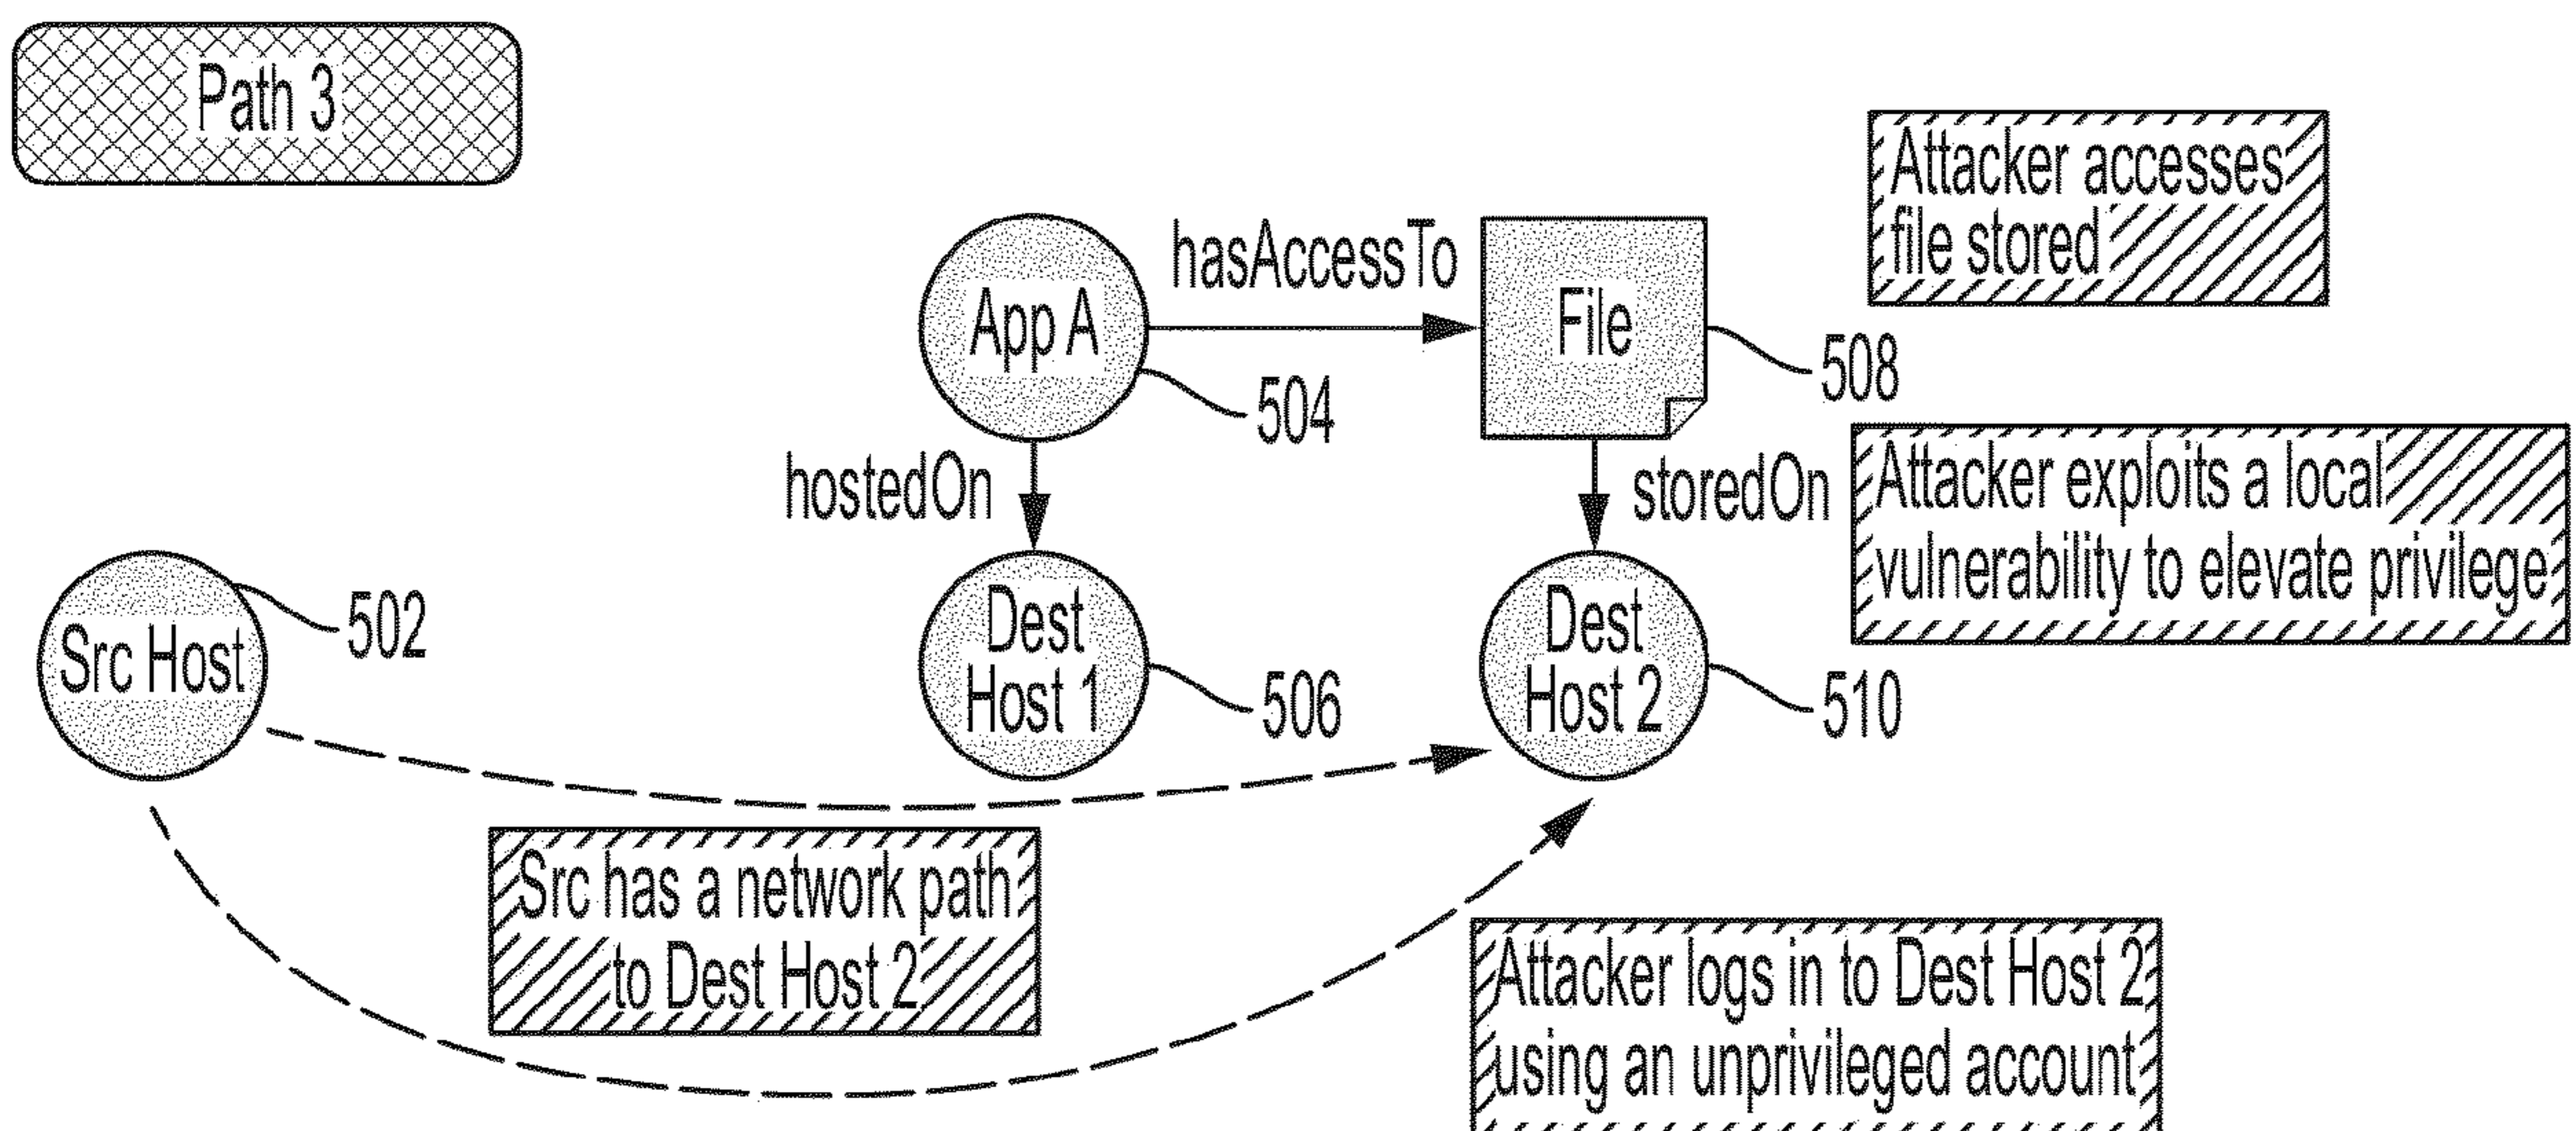 Path 3
Attacker accesses
file stored
hasAccessTo
App A
File
508
504
hostedOn
storedOn
Attacker exploits a local
vulnerability to elevate privilege
Src Host
502
Dest
Host 1
506
Dest
Host 2
510
Src has a network path
to Dest Host 2
Attacker logs in to Dest Host 2
using an unprivileged account